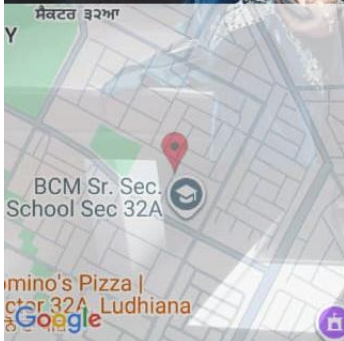 ਸੈਕਟਰ ੩੨ਆ
Y
BCM Sr. Sec.
School Sec 32A
mino's Pizza |
ctor 32A, Ludhiana
Google